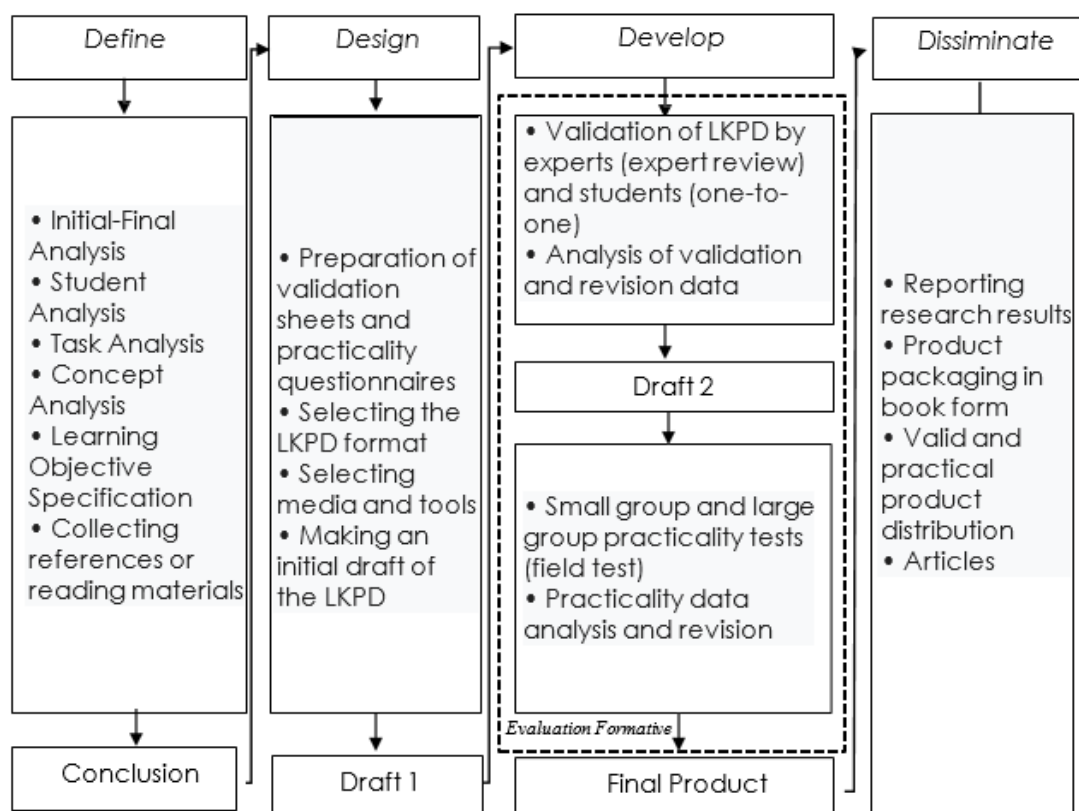 Define
• Initial-Final
Analysis
• Student
Analysis
• Task Analysis
• Concept
Analysis
• Learning
Objective
Specification
• Collecting
references or
reading materials
Conclusion
Design
• Preparation of
validation
sheets and
practicality
questionnaires
• Selecting the
LKPD format
• Selecting
media and tools
• Making an
initial draft of
the LKPD
Draft 1
Develop
• Validation of LKPD by
experts (expert review)
and students (one-to-
one)
• Analysis of validation
and revision data
Draft 2
• Small group and large
group practicality tests
(field test)
• Practicality data
analysis and revision
Evaluation Formative
Final Product
Dissiminate
• Reporting
research results
• Product
packaging in
book form
• Valid and
practical
product
distribution
• Articles